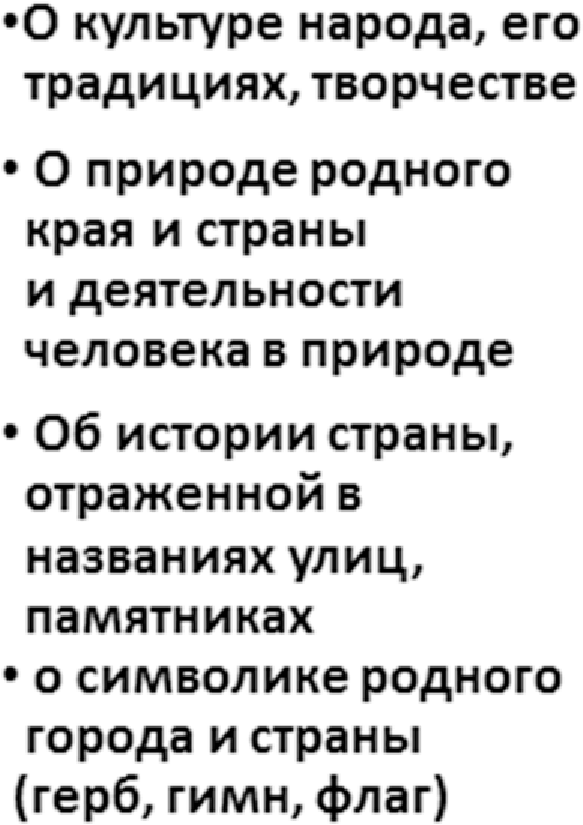 •О культуре народа, его
традициях, творчестве
• О природе родного
края и страны
и деятельности
человека в природе
• Об истории страны,
отраженной в
названиях улиц,
памятниках
• о символике родного
города и страны
(герб, гимн, флаг)